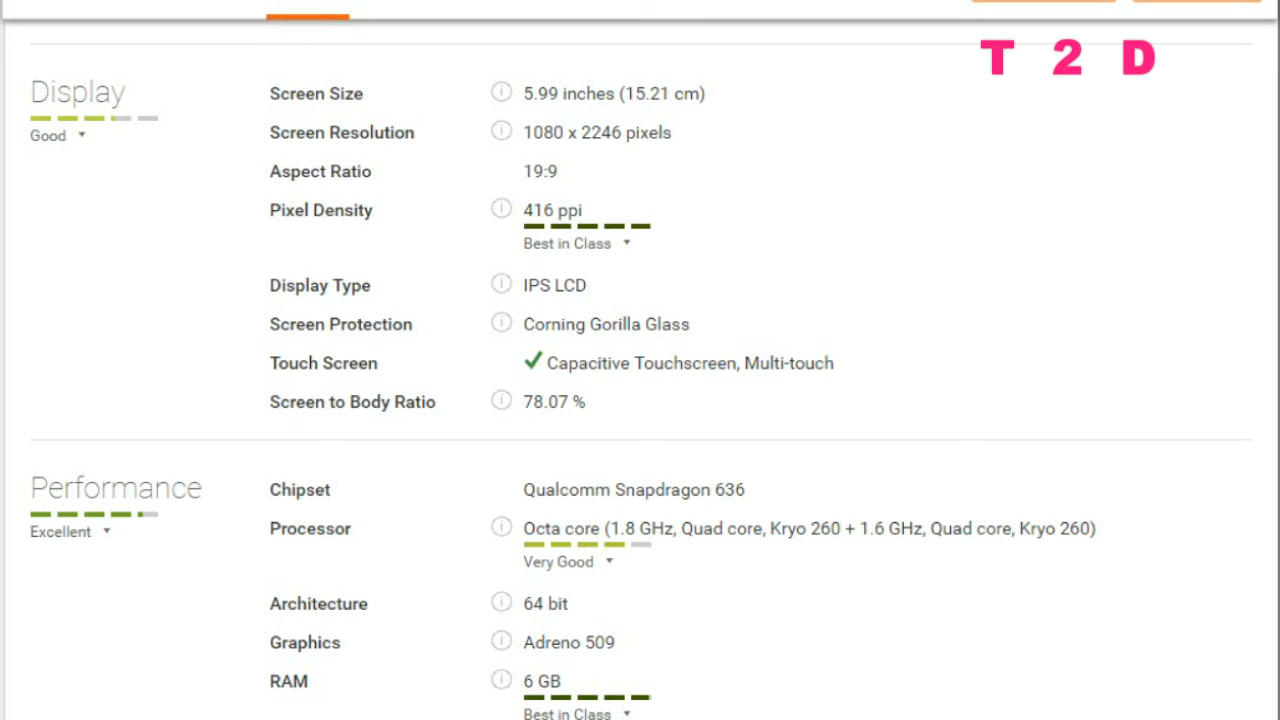 T 2 D
Display
Good
Screen Size 5.99 inches (15.21 cm)
Screen Resolution 1080 x 2246 pixels
Aspect Ratio 19:9
Pixel Density 416 ppi
Best in Class
Display Type IPS LCD
Screen Protection Corning Gorilla Glass
Touch Screen Capacitive Touchscreen, Multi-touch
Screen to Body Ratio 78.07 %
Performance
Excellent
Chipset Qualcomm Snapdragon 636
Processor Octa core (1.8 GHz, Quad core, Kryo 260 + 1.6 GHz, Quad core, Kryo 260)
Very Good
Architecture 64 bit
Graphics Adreno 509
RAM 6 GB
Best in Class